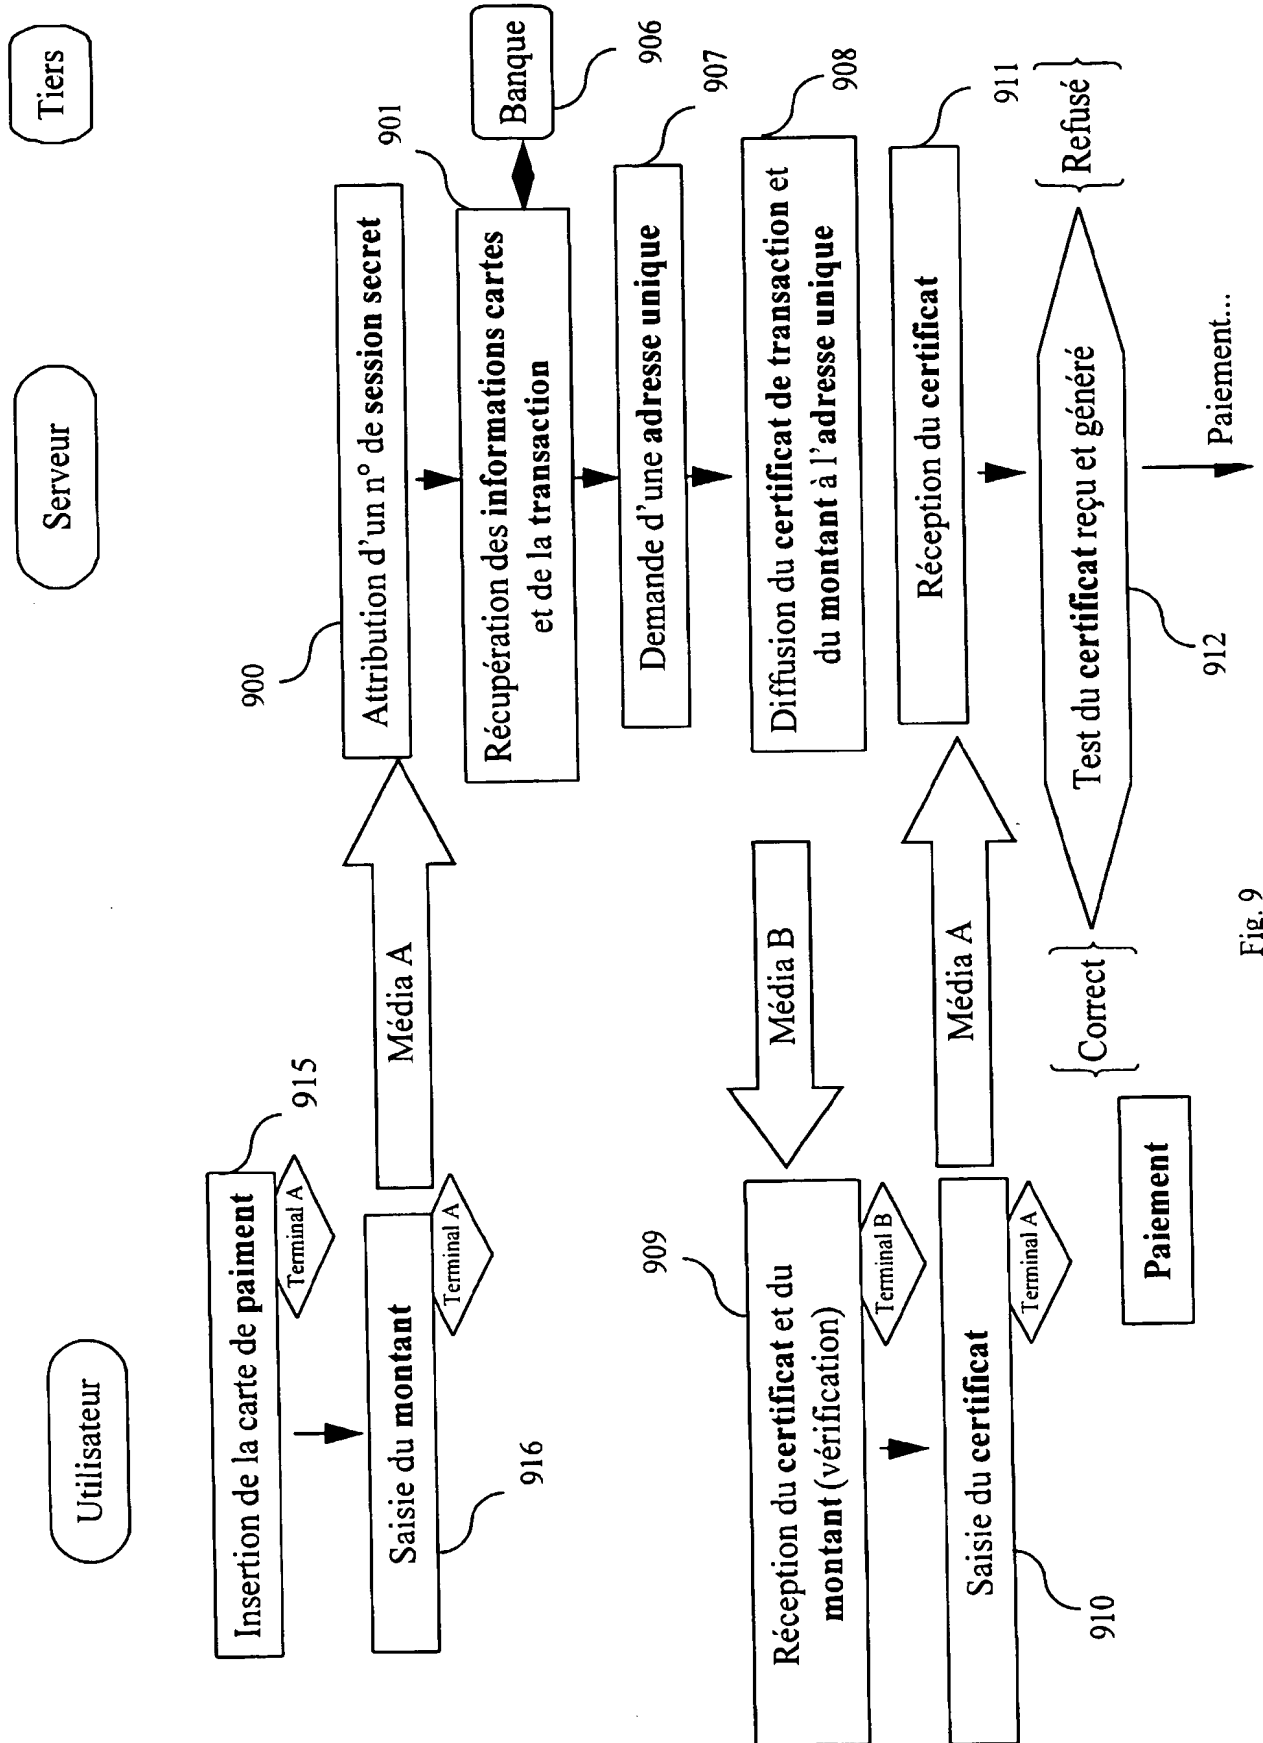 Utilisateur
Serveur
Tiers
Insertion de la carte de paiment
915
Terminal A
Saisie du montant
916
Terminal A
Média A
900
Attribution d'un n° de session secret
901
Récupération des informations cartes
et de la transaction
Banque
906
Demande d'une adresse unique
907
Diffusion du certificat de transaction et
du montant à l'adresse unique
908
Média B
909
Réception du certificat et du
montant (vérification)
Terminal B
Saisie du certificat
910
Terminal A
Média A
Réception du certificat
911
Test du certificat reçu et généré
912
{Correct}
{Refusé}
Paiement
Paiement...
Fig. 9